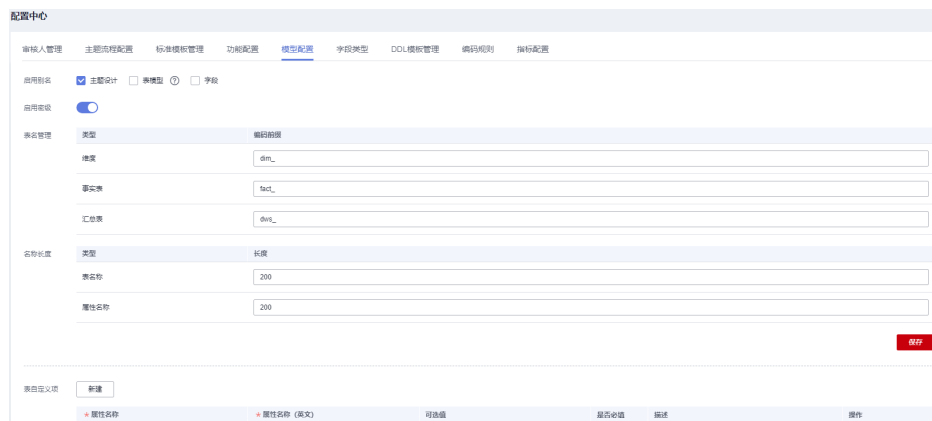 配置中心
审核人管理 主题流程配置 标准模板管理 功能配置 模型配置 字段类型 DDL模板管理 编码规则 指标配置
启用别名 主题设计 表模型 ? 字段
启用密级
表名管理 类型 编码前缀
维度 dim_
事实表 fact_
汇总表 dws_
名称长度 类型 长度
表名称 200
属性名称 200
保存
表自定义项 新建
* 属性名称 * 属性名称（英文） 可选值 是否必填 描述 操作